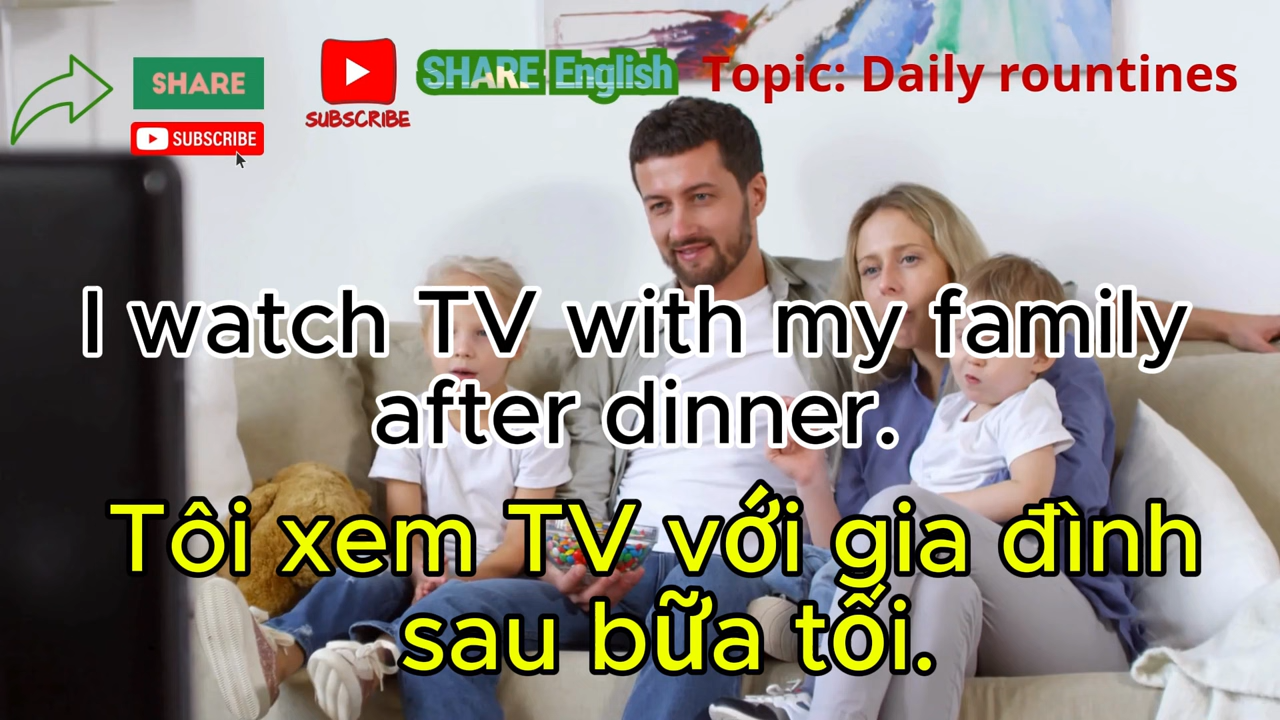 SHARE
SUBSCRIBE
SUBSCRIBE
SHARE English
Topic: Daily rountines
I watch TV with my family
after dinner.
Tôi xem TV với gia đình
sau bữa tối.